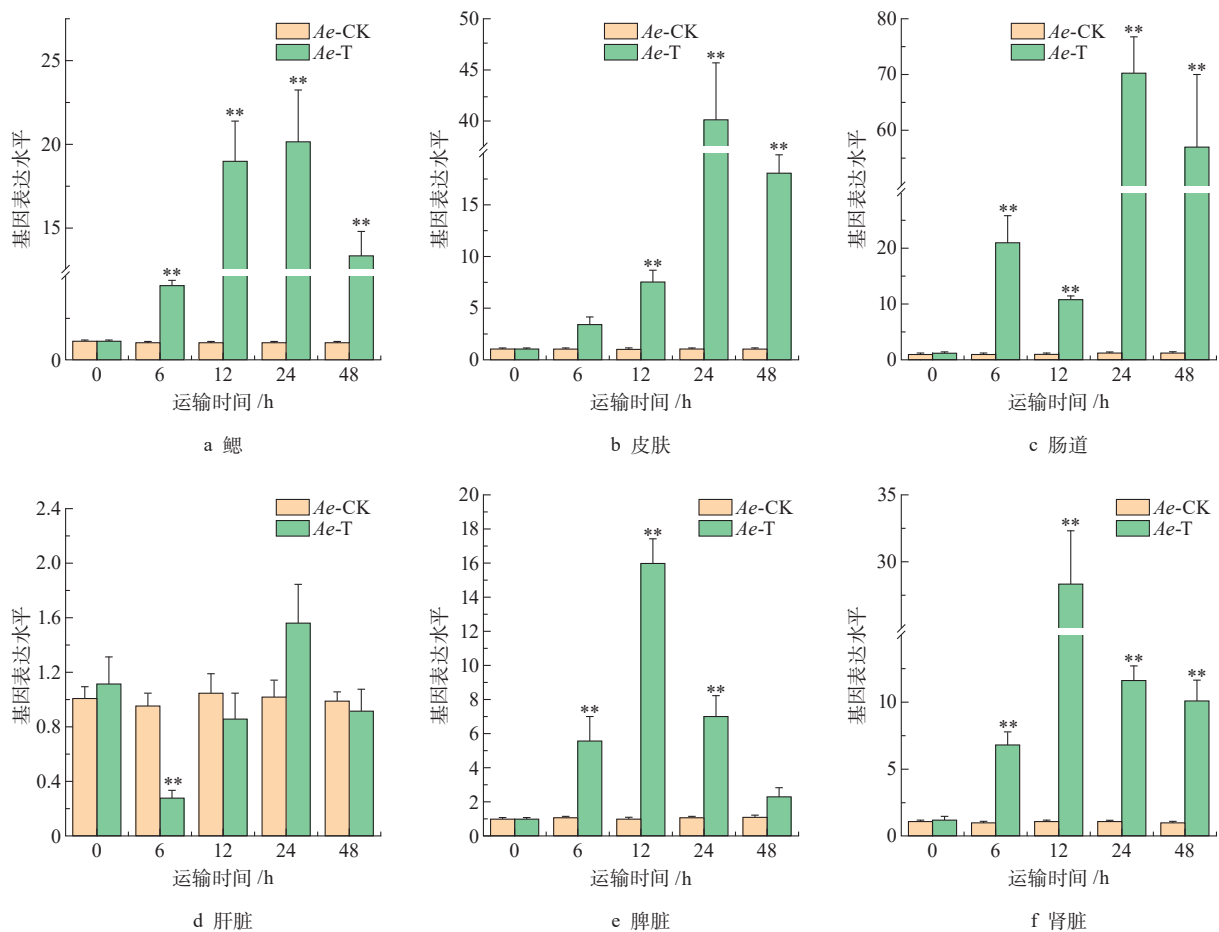 Ae-CK
Ae-T
基因表达水平
25
20
15
0
**
**
**
**
0 6 12 24 48
运输时间 /h
a 鳃
Ae-CK
Ae-T
基因表达水平
50
45
40
15
10
5
0
**
**
**
0 6 12 24 48
运输时间 /h
b 皮肤
Ae-CK
Ae-T
基因表达水平
80
70
60
20
10
0
**
**
**
**
0 6 12 24 48
运输时间 /h
c 肠道
Ae-CK
Ae-T
基因表达水平
2.4
2.0
1.6
1.2
0.8
0.4
0
**
0 6 12 24 48
运输时间 /h
d 肝脏
Ae-CK
Ae-T
基因表达水平
20
18
16
14
12
10
8
6
4
2
0
**
**
**
0 6 12 24 48
运输时间 /h
e 脾脏
Ae-CK
Ae-T
基因表达水平
35
30
10
5
0
**
**
**
**
0 6 12 24 48
运输时间 /h
f 肾脏